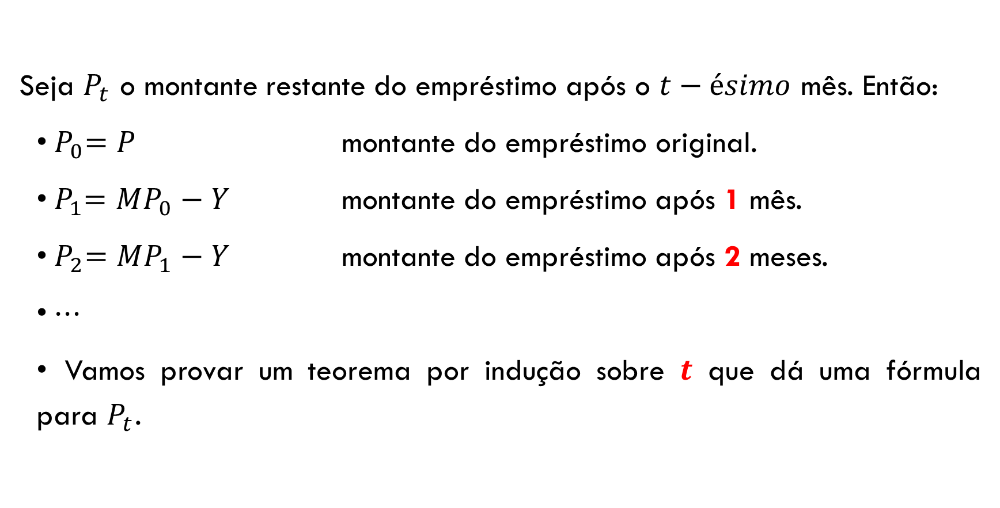 Seja P_t o montante restante do empréstimo após o t − ésimo mês. Então:
• P_0 = P montante do empréstimo original.
• P_1 = MP_0 − Y montante do empréstimo após 1 mês.
• P_2 = MP_1 − Y montante do empréstimo após 2 meses.
• ⋯
• Vamos provar um teorema por indução sobre t que dá uma fórmula
para P_t.